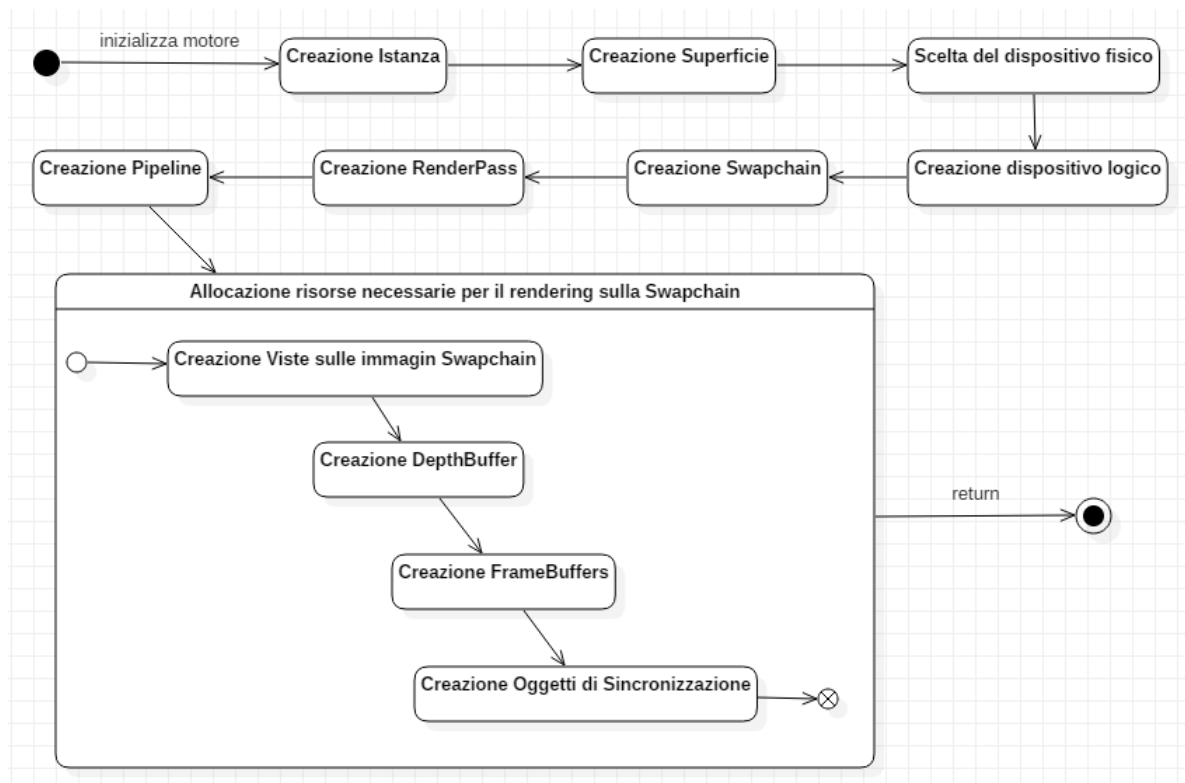 inizializza motore
Creazione Istanza
Creazione Superficie
Scelta del dispositivo fisico
Creazione dispositivo logico
Creazione Swapchain
Creazione RenderPass
Creazione Pipeline
Allocazione risorse necessarie per il rendering sulla Swapchain
Creazione Viste sulle immagin Swapchain
Creazione DepthBuffer
Creazione FrameBuffers
Creazione Oggetti di Sincronizzazione
return